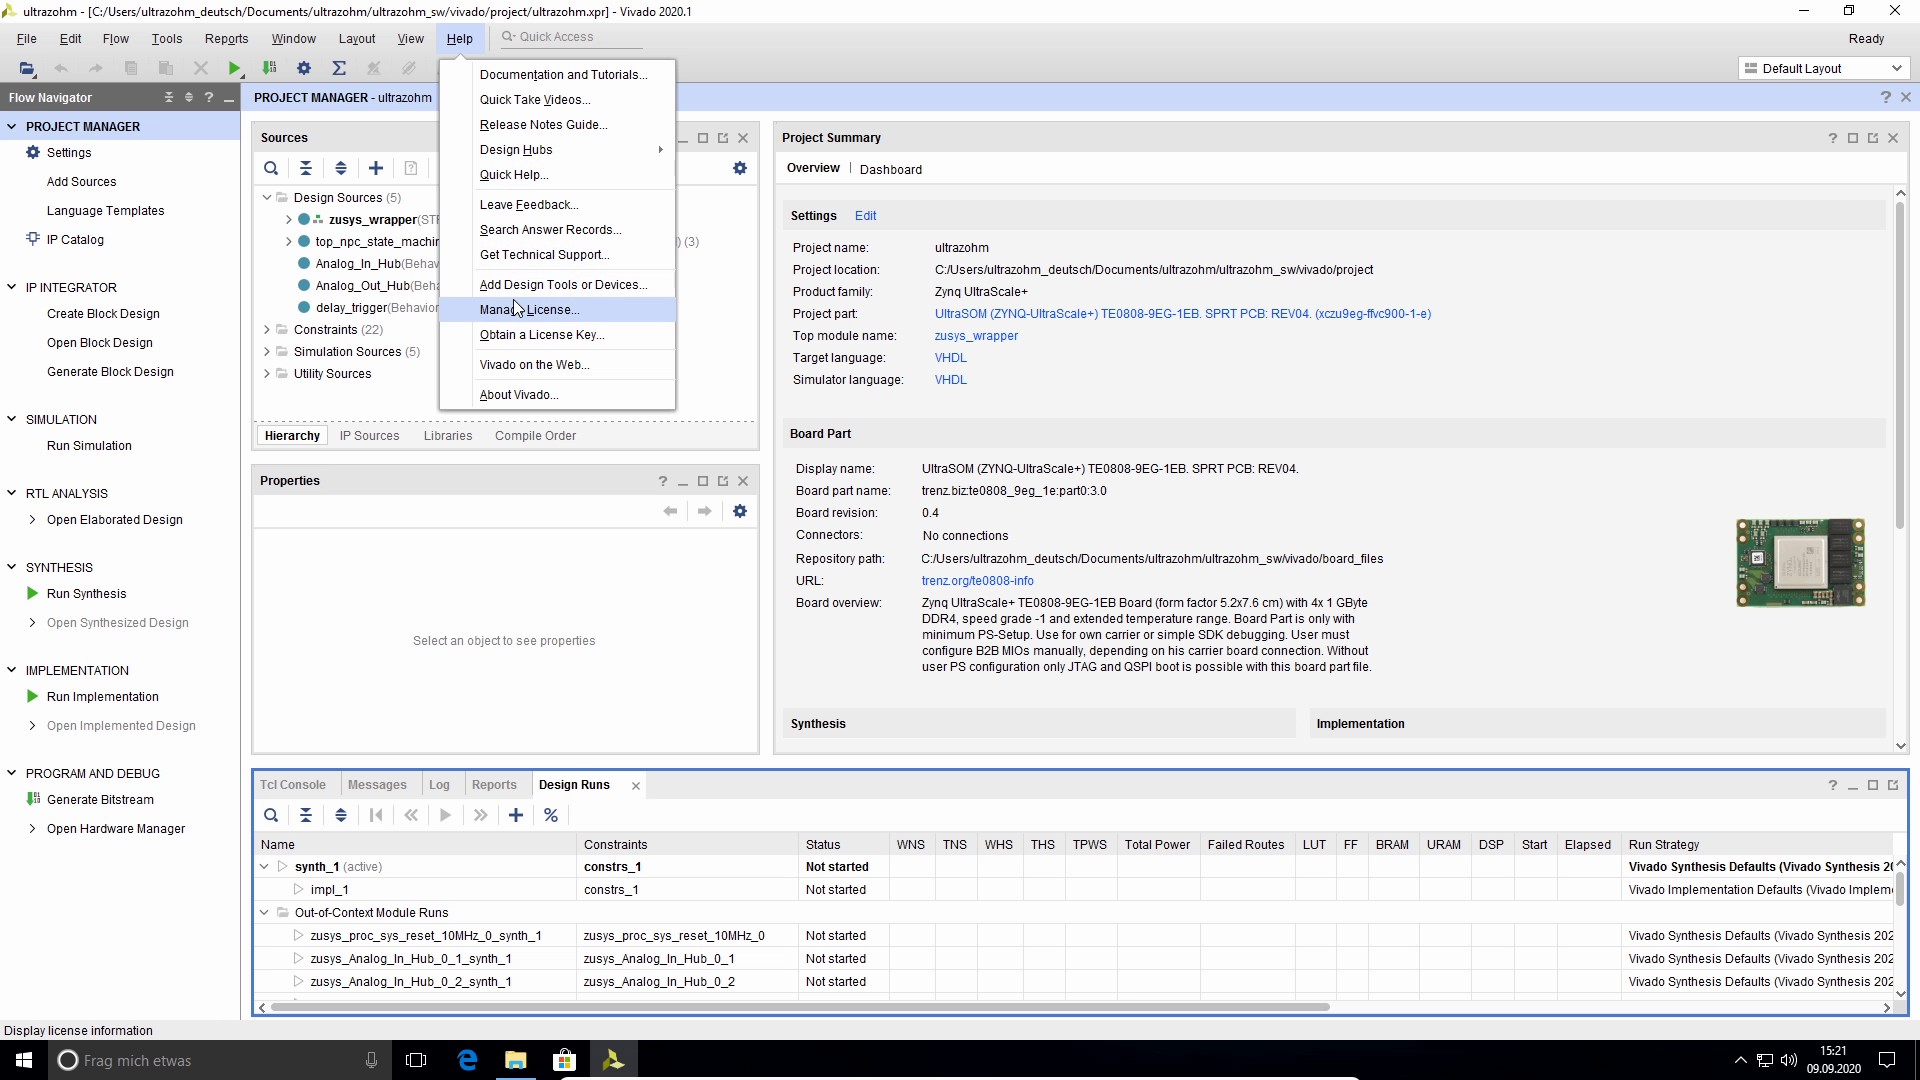 ultrazohm - [C:/Users/ultrazohm_deutsch/Documents/ultrazohm/ultrazohm_sw/vivado/project/ultrazohm.xpr] - Vivado 2020.1
File Edit Flow Tools Reports Window Layout View Help Quick Access Ready
Default Layout
Flow Navigator
PROJECT MANAGER
Settings
Add Sources
Language Templates
IP Catalog
IP INTEGRATOR
Create Block Design
Open Block Design
Generate Block Design
SIMULATION
Run Simulation
RTL ANALYSIS
Open Elaborated Design
SYNTHESIS
Run Synthesis
Open Synthesized Design
IMPLEMENTATION
Run Implementation
Open Implemented Design
PROGRAM AND DEBUG
Generate Bitstream
Open Hardware Manager
PROJECT MANAGER - ultrazohm
Sources
Design Sources (5)
zusys_wrapper(STR
top_npc_state_machin
) (3)
Analog_In_Hub(Behav
Analog_Out_Hub(Beha
delay_trigger(Behavior
Constraints (22)
Simulation Sources (5)
Utility Sources
Hierarchy IP Sources Libraries Compile Order
Documentation and Tutorials...
Quick Take Videos...
Release Notes Guide...
Design Hubs
Quick Help...
Leave Feedback...
Search Answer Records...
Get Technical Support...
Add Design Tools or Devices...
Manage License...
Obtain a License Key...
Vivado on the Web...
About Vivado...
Properties
Select an object to see properties
Project Summary
Overview | Dashboard
Settings Edit
Project name: ultrazohm
Project location: C:/Users/ultrazohm_deutsch/Documents/ultrazohm/ultrazohm_sw/vivado/project
Product family: Zynq UltraScale+
Project part: UltraSOM (ZYNQ-UltraScale+) TE0808-9EG-1EB. SPRT PCB: REV04. (xczu9eg-ffvc900-1-e)
Top module name: zusys_wrapper
Target language: VHDL
Simulator language: VHDL
Board Part
Display name: UltraSOM (ZYNQ-UltraScale+) TE0808-9EG-1EB. SPRT PCB: REV04.
Board part name: trenz.biz:te0808_9eg_1e:part0:3.0
Board revision: 0.4
Connectors: No connections
Repository path: C:/Users/ultrazohm_deutsch/Documents/ultrazohm/ultrazohm_sw/vivado/board_files
URL: trenz.org/te0808-info
Board overview: Zynq UltraScale+ TE0808-9EG-1EB Board (form factor 5.2x7.6 cm) with 4x 1 GByte
DDR4, speed grade -1 and extended temperature range. Board Part is only with
minimum PS-Setup. Use for own carrier or simple SDK debugging. User must
configure B2B MIOs manually, depending on his carrier board connection. Without
user PS configuration only JTAG and QSPI boot is possible with this board part file.
Synthesis Implementation
Tcl Console Messages Log Reports Design Runs
Name Constraints Status WNS TNS WHS THS TPWS Total Power Failed Routes LUT FF BRAM URAM DSP Start Elapsed Run Strategy
synth_1 (active) constrs_1 Not started Vivado Synthesis Defaults (Vivado Synthesis 20
impl_1 constrs_1 Not started Vivado Implementation Defaults (Vivado Implem
Out-of-Context Module Runs
zusys_proc_sys_reset_10MHz_0_synth_1 zusys_proc_sys_reset_10MHz_0 Not started Vivado Synthesis Defaults (Vivado Synthesis 202
zusys_Analog_In_Hub_0_1_synth_1 zusys_Analog_In_Hub_0_1 Not started Vivado Synthesis Defaults (Vivado Synthesis 202
zusys_Analog_In_Hub_0_2_synth_1 zusys_Analog_In_Hub_0_2 Not started Vivado Synthesis Defaults (Vivado Synthesis 202
Display license information
Frag mich etwas
15:21
09.09.2020